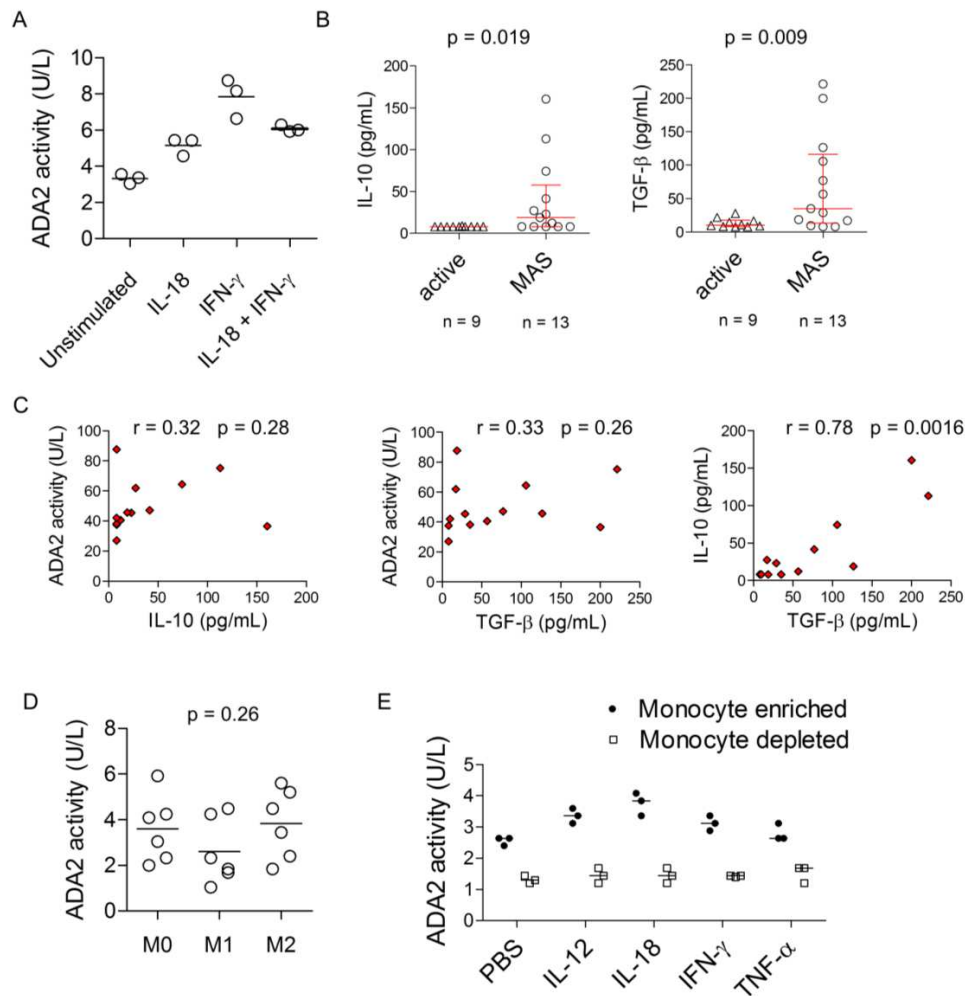 A
ADA2 activity (U/L)
10
8
6
4
2
0
Unstimulated
IL-18
IFN-γ
IL-18 + IFN-γ
B
p = 0.019
IL-10 (pg/mL)
200
150
100
50
0
active
MAS
n = 9
n = 13
p = 0.009
TGF-β (pg/mL)
250
200
150
100
50
0
active
MAS
n = 9
n = 13
C
r = 0.32 p = 0.28
ADA2 activity (U/L)
100
80
60
40
20
0
0 50 100 150 200
IL-10 (pg/mL)
r = 0.33 p = 0.26
ADA2 activity (U/L)
100
80
60
40
20
0
0 50 100 150 200 250
TGF-β (pg/mL)
r = 0.78 p = 0.0016
IL-10 (pg/mL)
200
150
100
50
0
0 50 100 150 200 250
TGF-β (pg/mL)
D
p = 0.26
ADA2 activity (U/L)
8
6
4
2
0
M0 M1 M2
E
Monocyte enriched
Monocyte depleted
ADA2 activity (U/L)
5
4
3
2
1
0
PBS
IL-12
IL-18
IFN-γ
TNF-α